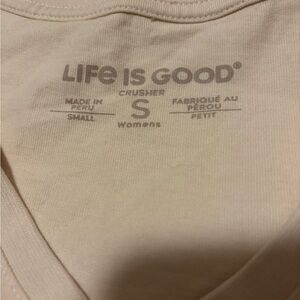 LIFE IS GOOD®
CRUSHER
MADE IN PERU S FABRIQUÉ AU PÉROU
SMALL PETIT
Womens